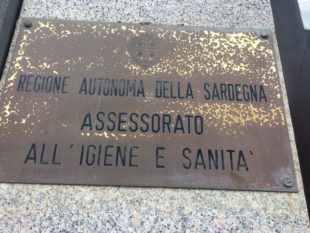 REGIONE AUTONOMA DELLA SARDEGNA
ASSESSORATO
ALL'IGIENE E SANITA'